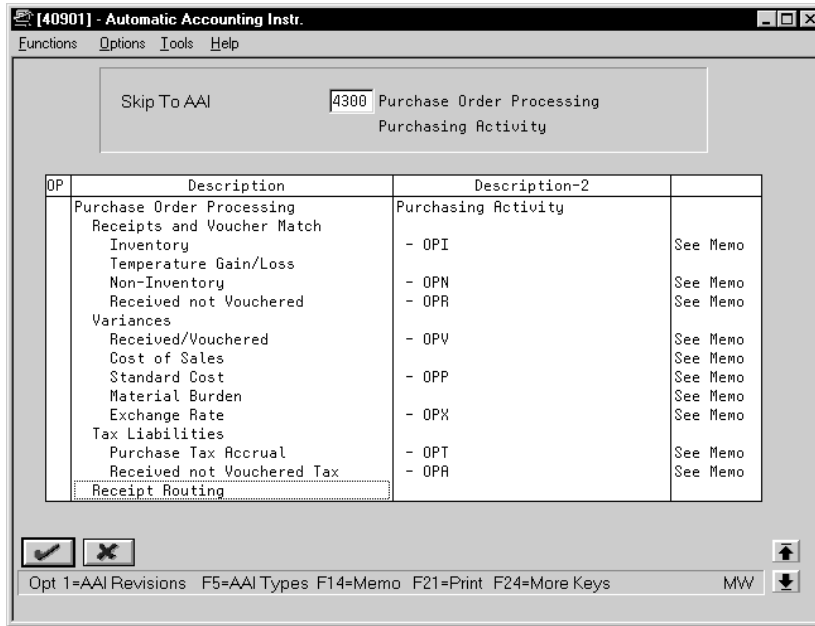 [40901] - Automatic Accounting Instr.
Functions Options Tools Help
Skip To AAI 4300 Purchase Order Processing
Purchasing Activity
OP Description Description-2
Purchase Order Processing Purchasing Activity
Receipts and Voucher Match
Inventory - OPI See Memo
Temperature Gain/Loss
Non-Inventory - OPN See Memo
Received not Vouchered - OPR See Memo
Variances
Received/Vouchered - OPV See Memo
Cost of Sales See Memo
Standard Cost - OPP See Memo
Material Burden See Memo
Exchange Rate - OPX See Memo
Tax Liabilities
Purchase Tax Accrual - OPT See Memo
Received not Vouchered Tax - OPA See Memo
Receipt Routing
Opt 1=AAI Revisions F5=AAI Types F14=Memo F21=Print F24=More Keys MW